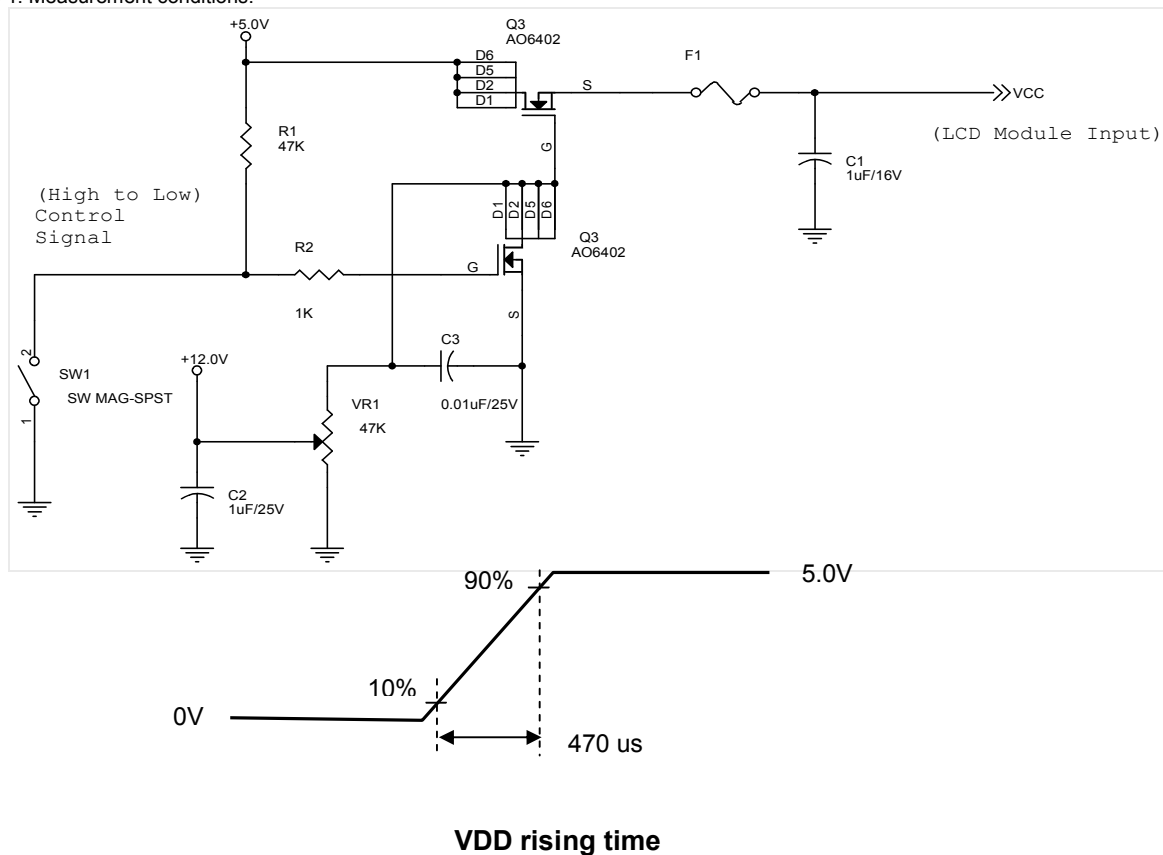 1. Measurement conditions:
+5.0V
Q3
AO6402
D6
D5
D2
D1
S
G
F1
VCC
(LCD Module Input)
R1
47K
C1
1uF/16V
(High to Low)
Control
Signal
D1
D2
D5
D6
Q3
AO6402
R2
1K
G
S
C3
0.01uF/25V
+12.0V
2
1
SW1
SW MAG-SPST
VR1
47K
C2
1uF/25V
90%
5.0V
10%
0V
470 us
VDD rising time